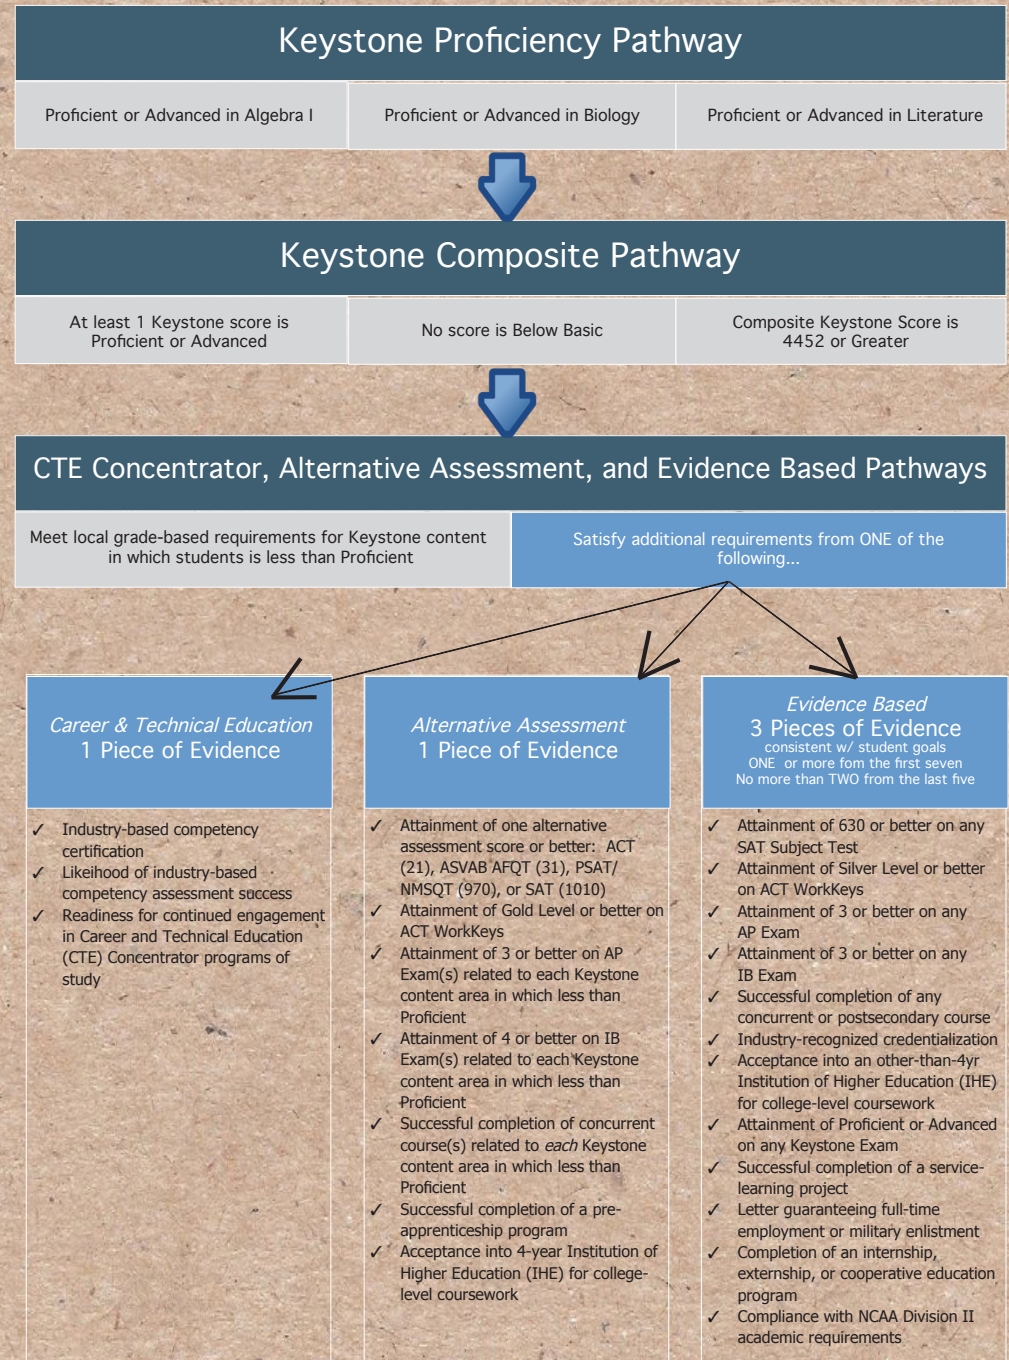 Keystone Proficiency Pathway
Proficient or Advanced in Algebra I
Proficient or Advanced in Biology
Proficient or Advanced in Literature
Keystone Composite Pathway
At least 1 Keystone score is
Proficient or Advanced
No score is Below Basic
Composite Keystone Score is
4452 or Greater
CTE Concentrator, Alternative Assessment, and Evidence Based Pathways
Meet local grade-based requirements for Keystone content
in which students is less than Proficient
Satisfy additional requirements from ONE of the
following...
Career & Technical Education
1 Piece of Evidence
✓ Industry-based competency
certification
✓ Likeihood of industry-based
competency assessment success
✓ Readiness for continued engagement
in Career and Technical Education
(CTE) Concentrator programs of
study
Alternative Assessment
1 Piece of Evidence
✓ Attainment of one alternative
assessment score or better: ACT
(21), ASVAB AFQT (31), PSAT/
NMSQT (970), or SAT (1010)
✓ Attainment of Gold Level or better on
ACT WorkKeys
✓ Attainment of 3 or better on AP
Exam(s) related to each Keystone
content area in which less than
Proficient
✓ Attainment of 4 or better on IB
Exam(s) related to each Keystone
content area in which less than
Proficient
✓ Successful completion of concurrent
course(s) related to each Keystone
content area in which less than
Proficient
✓ Successful completion of a pre-
apprenticeship program
✓ Acceptance into 4-year Institution of
Higher Education (IHE) for college-
level coursework
Evidence Based
3 Pieces of Evidence
consistent w/ student goals
ONE or more fom the first seven
No more than TWO from the last five
✓ Attainment of 630 or better on any
SAT Subject Test
✓ Attainment of Silver Level or better
on ACT WorkKeys
✓ Attainment of 3 or better on any
AP Exam
✓ Attainment of 3 or better on any
IB Exam
✓ Successful completion of any
concurrent or postsecondary course
✓ Industry-recognized credentialization
✓ Acceptance into an other-than-4yr
Institution of Higher Education (IHE)
for college-level coursework
✓ Attainment of Proficient or Advanced
on any Keystone Exam
✓ Successful completion of a service-
learning project
✓ Letter guaranteeing full-time
employment or military enlistment
✓ Completion of an internship,
externship, or cooperative education
program
✓ Compliance with NCAA Division II
academic requirements